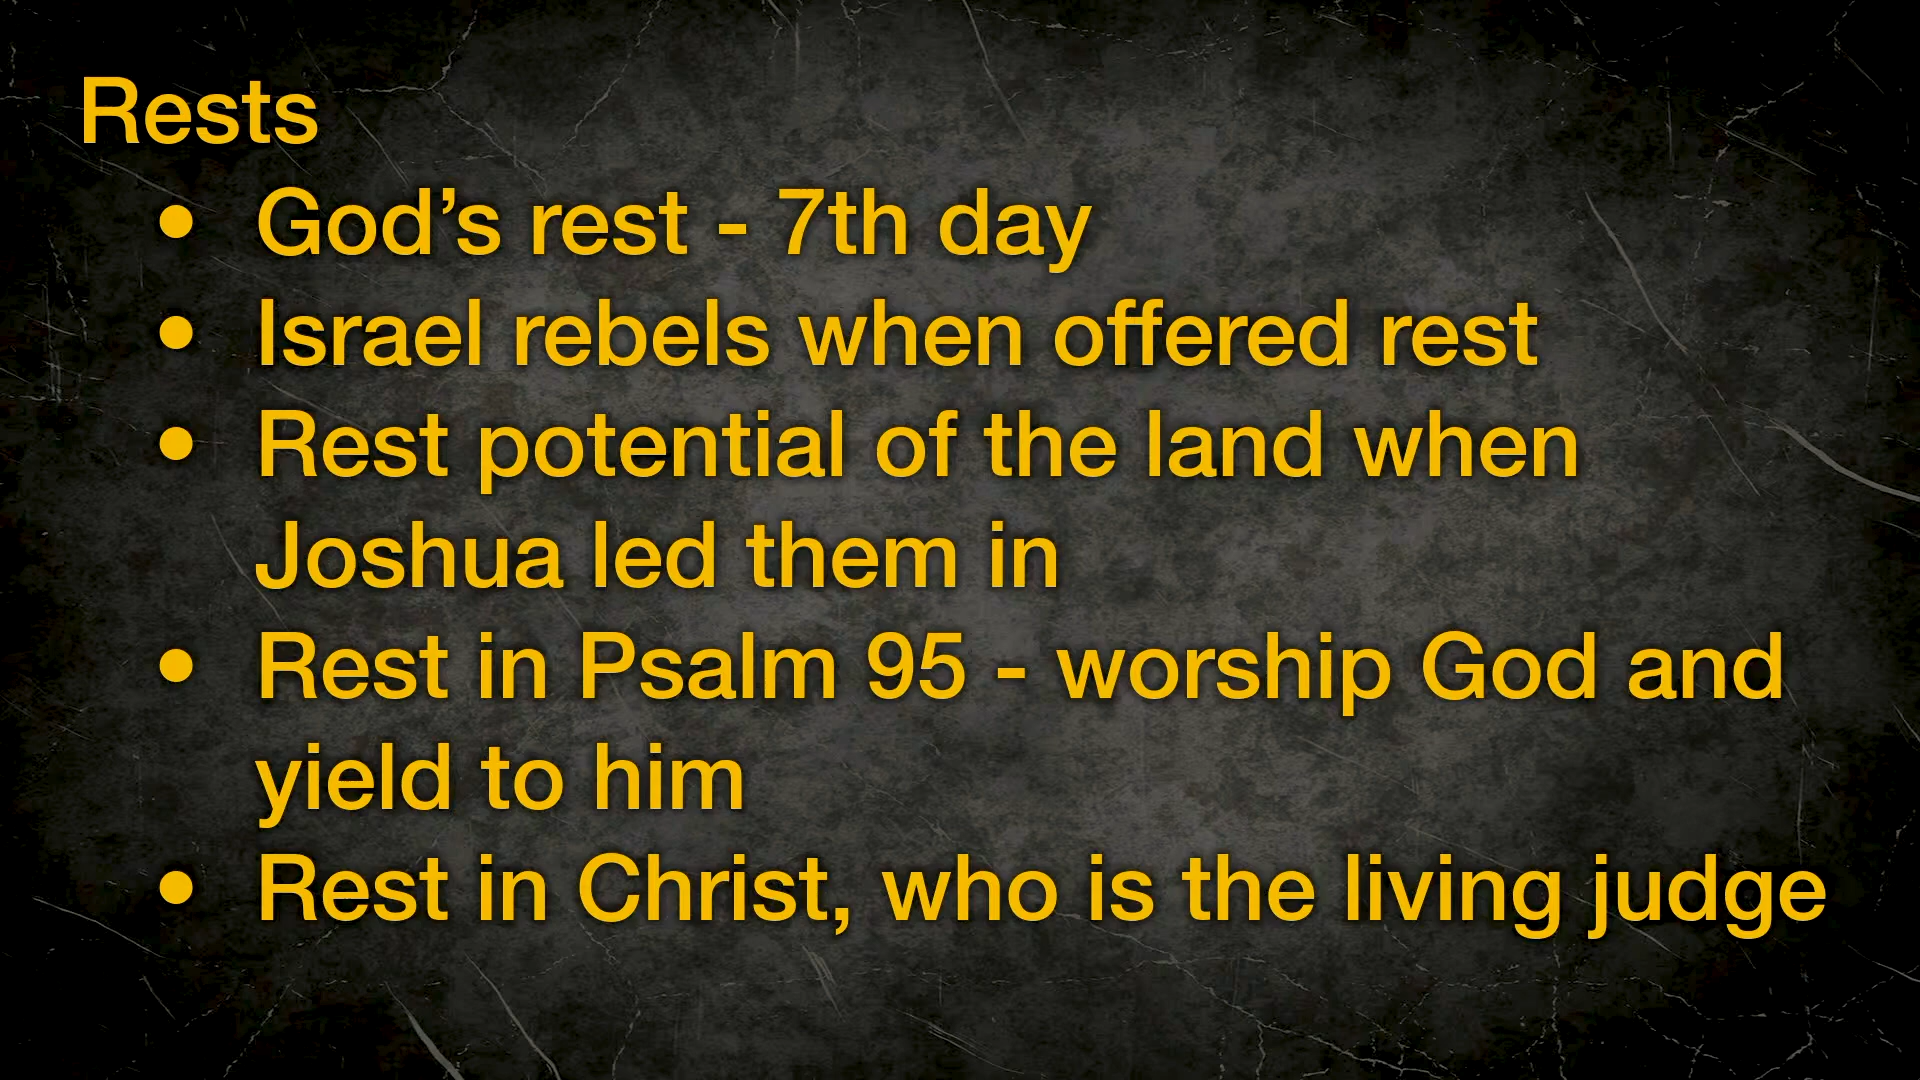 Rests
• God’s rest - 7th day
• Israel rebels when offered rest
• Rest potential of the land when
Joshua led them in
• Rest in Psalm 95 - worship God and
yield to him
• Rest in Christ, who is the living judge